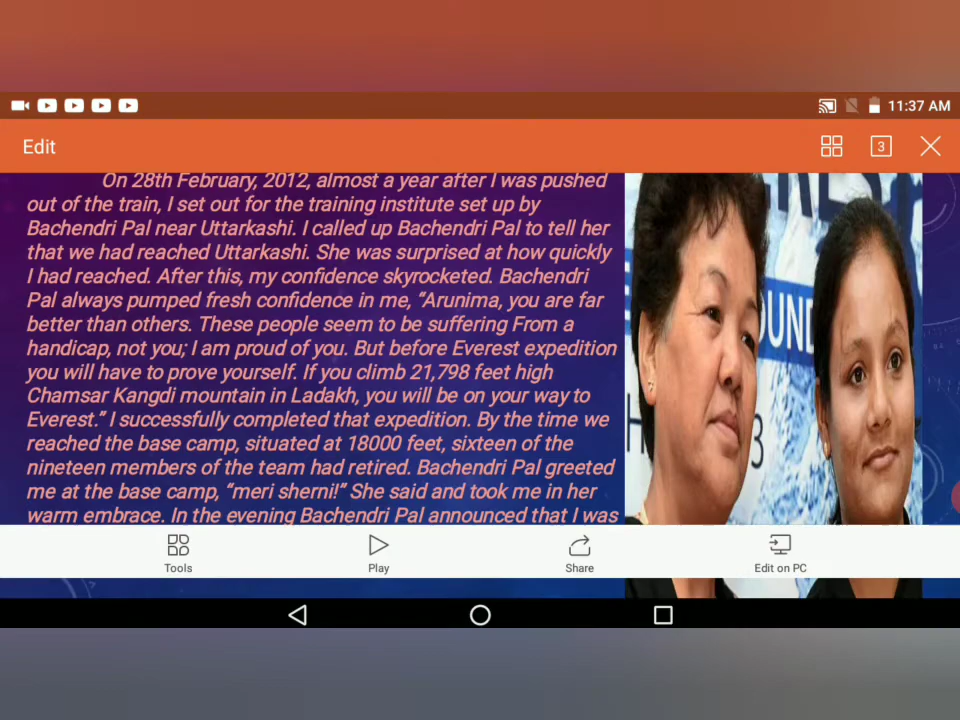 11:37 AM
Edit
3
On 28th February, 2012, almost a year after I was pushed
out of the train, I set out for the training institute set up by
Bachendri Pal near Uttarkashi. I called up Bachendri Pal to tell her
that we had reached Uttarkashi. She was surprised at how quickly
I had reached. After this, my confidence skyrocketed. Bachendri
Pal always pumped fresh confidence in me, “Arunima, you are far
better than others. These people seem to be suffering From a
handicap, not you; I am proud of you. But before Everest expedition
you will have to prove yourself. If you climb 21,798 feet high
Chamsar Kangdi mountain in Ladakh, you will be on your way to
Everest.” I successfully completed that expedition. By the time we
reached the base camp, situated at 18000 feet, sixteen of the
nineteen members of the team had retired. Bachendri Pal greeted
me at the base camp, “meri sherni!” She said and took me in her
warm embrace. In the evening Bachendri Pal announced that I was
Tools
Play
Share
Edit on PC